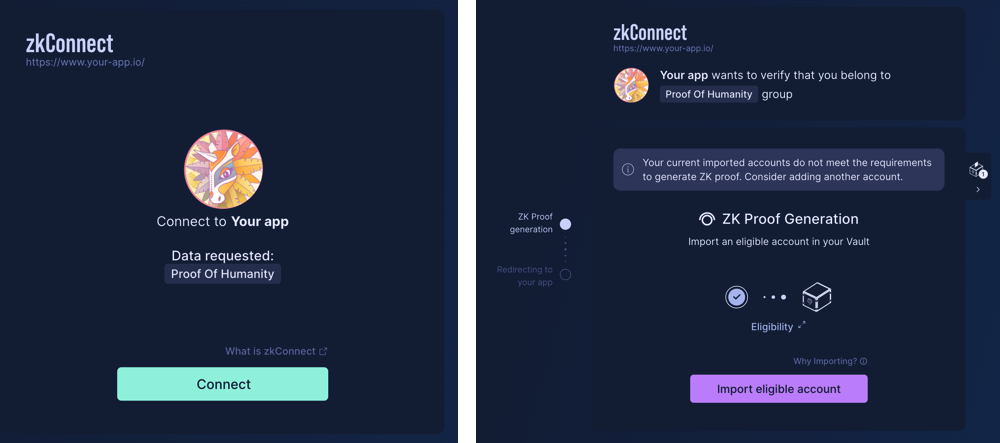 zkConnect
https://www.your-app.io/
Connect to Your app
Data requested:
Proof Of Humanity
What is zkConnect
Connect
zkConnect
https://www.your-app.io/
Your app wants to verify that you belong to
Proof Of Humanity group
Your current imported accounts do not meet the requirements
to generate ZK proof. Consider adding another account.
1
ZK Proof
generation
Redirecting to
your app
ZK Proof Generation
Import an eligible account in your Vault
Eligibility
Why Importing?
Import eligible account